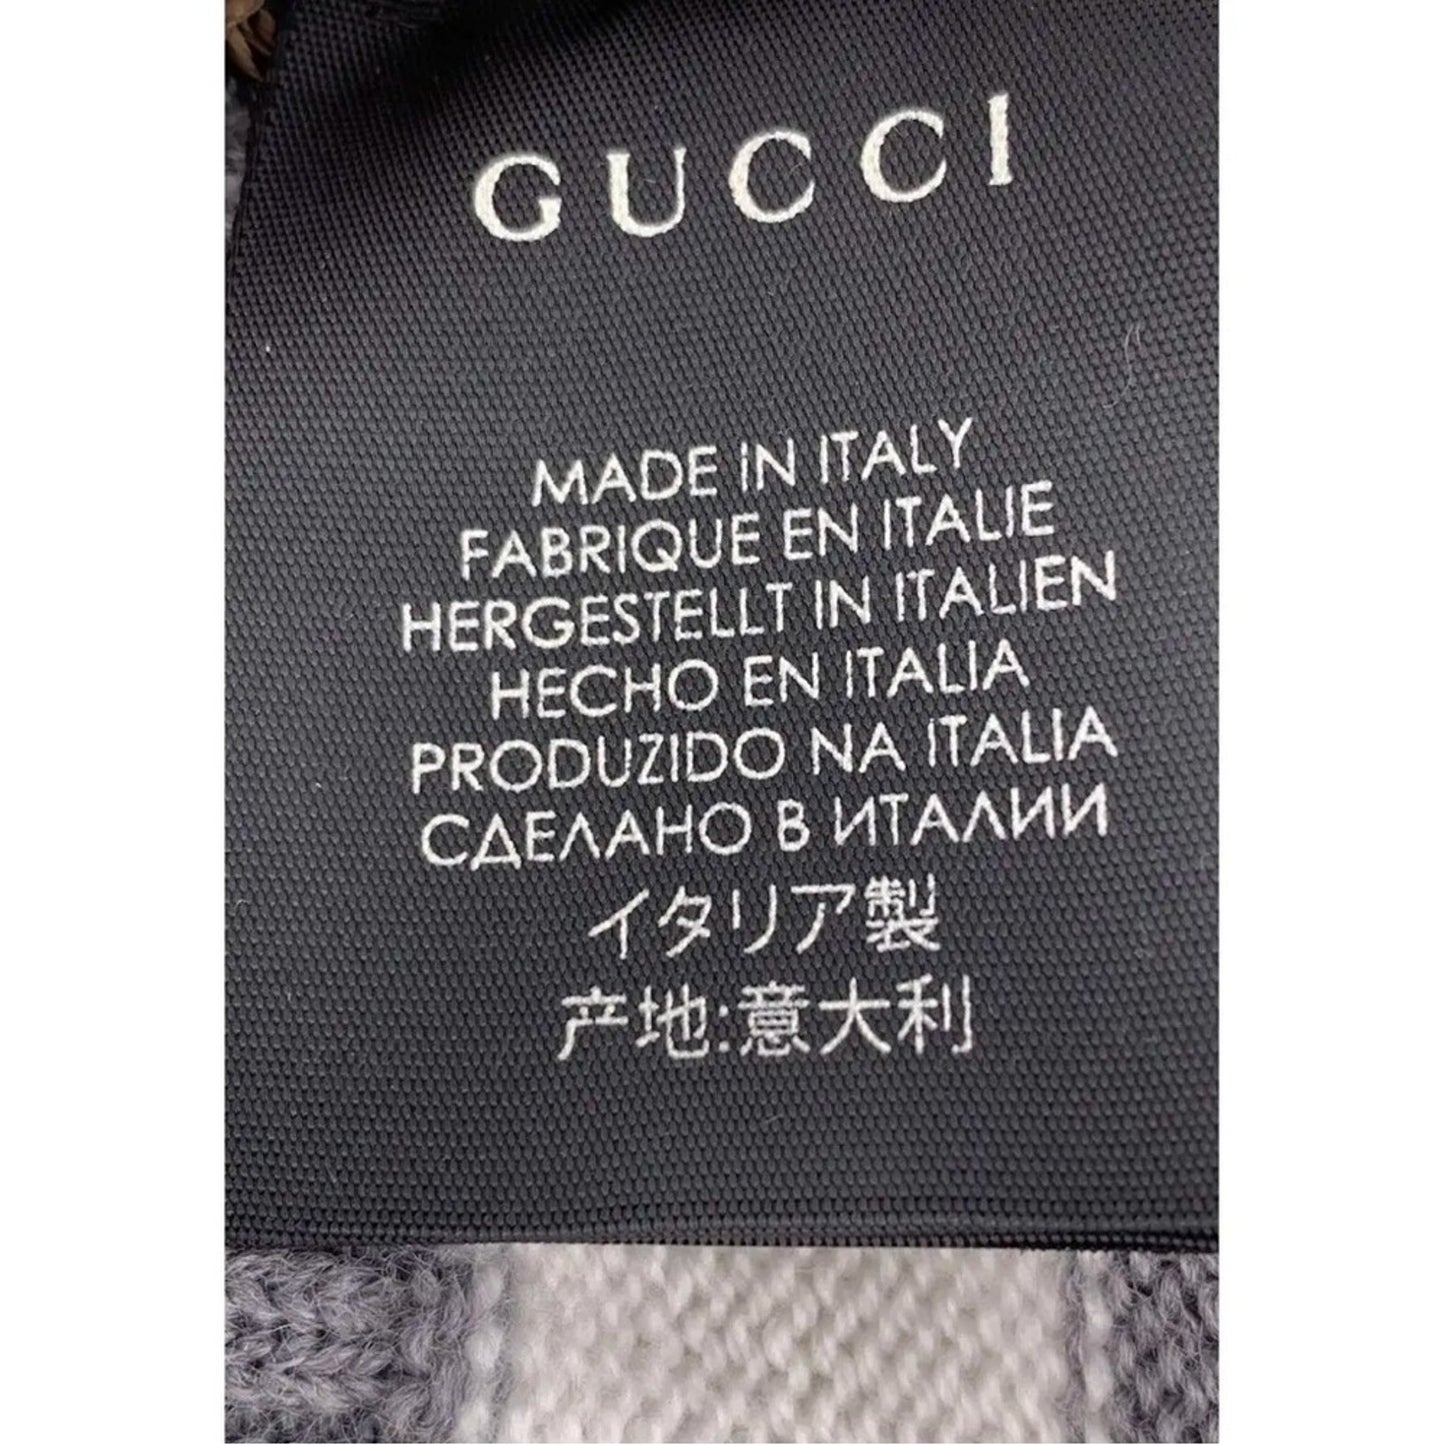 GUCCI
MADE IN ITALY
FABRIQUE EN ITALIE
HERGESTELLT IN ITALIEN
HECHO EN ITALIA
PRODUZIDO NA ITALIA
СДЕЛАНО В ИТАЛИИ
イタリア製
产地:意大利